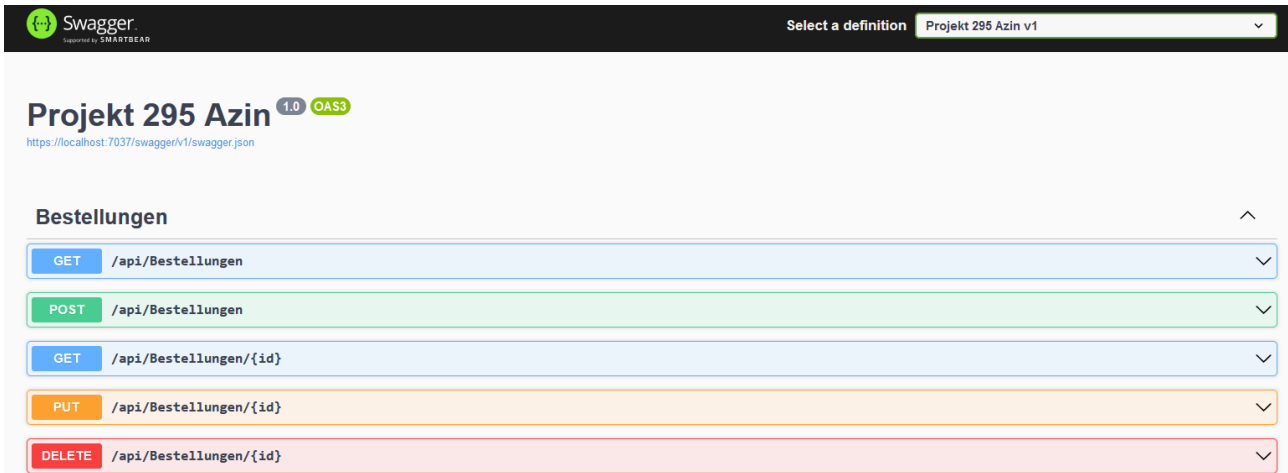 Swagger.
Supported by SMARTBEAR
Select a definition
Projekt 295 Azin v1
Projekt 295 Azin 1.0 OAS3
https://localhost:7037/swagger/v1/swagger.json
Bestellungen
GET /api/Bestellungen
POST /api/Bestellungen
GET /api/Bestellungen/{id}
PUT /api/Bestellungen/{id}
DELETE /api/Bestellungen/{id}